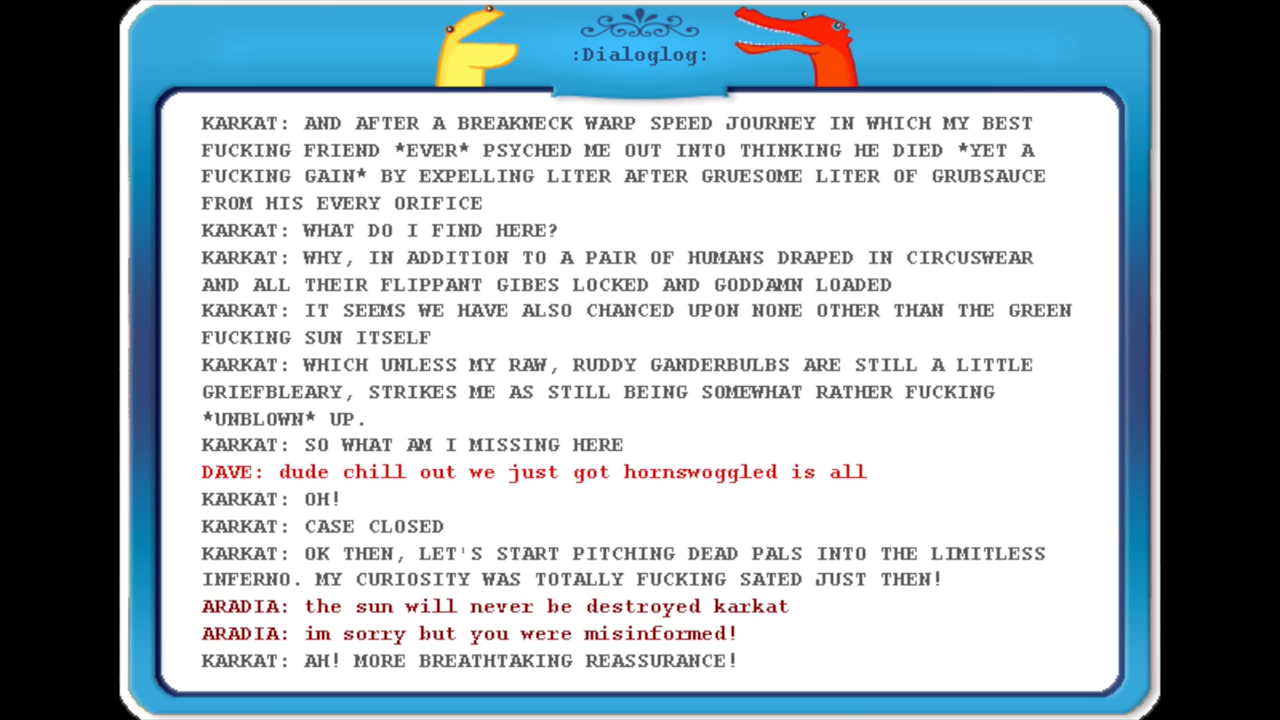 :Dialoglog:
KARKAT: AND AFTER A BREAKNECK WARP SPEED JOURNEY IN WHICH MY BEST
FUCKING FRIEND *EVER* PSYCHED ME OUT INTO THINKING HE DIED *YET A
FUCKING GAIN* BY EXPELLING LITER AFTER GRUESOME LITER OF GRUBSAUCE
FROM HIS EVERY ORIFICE
KARKAT: WHAT DO I FIND HERE?
KARKAT: WHY, IN ADDITION TO A PAIR OF HUMANS DRAPED IN CIRCUSWEAR
AND ALL THEIR FLIPPANT GIBES LOCKED AND GODDAMN LOADED
KARKAT: IT SEEMS WE HAVE ALSO CHANCED UPON NONE OTHER THAN THE GREEN
FUCKING SUN ITSELF
KARKAT: WHICH UNLESS MY RAW, RUDDY GANDERBULBS ARE STILL A LITTLE
GRIEFBLEARY, STRIKES ME AS STILL BEING SOMEWHAT RATHER FUCKING
*UNBLOWN* UP.
KARKAT: SO WHAT AM I MISSING HERE
DAVE: dude chill out we just got hornswoggled is all
KARKAT: OH!
KARKAT: CASE CLOSED
KARKAT: OK THEN, LET'S START PITCHING DEAD PALS INTO THE LIMITLESS
INFERNO. MY CURIOSITY WAS TOTALLY FUCKING SATED JUST THEN!
ARADIA: the sun will never be destroyed karkat
ARADIA: im sorry but you were misinformed!
KARKAT: AH! MORE BREATHTAKING REASSURANCE!